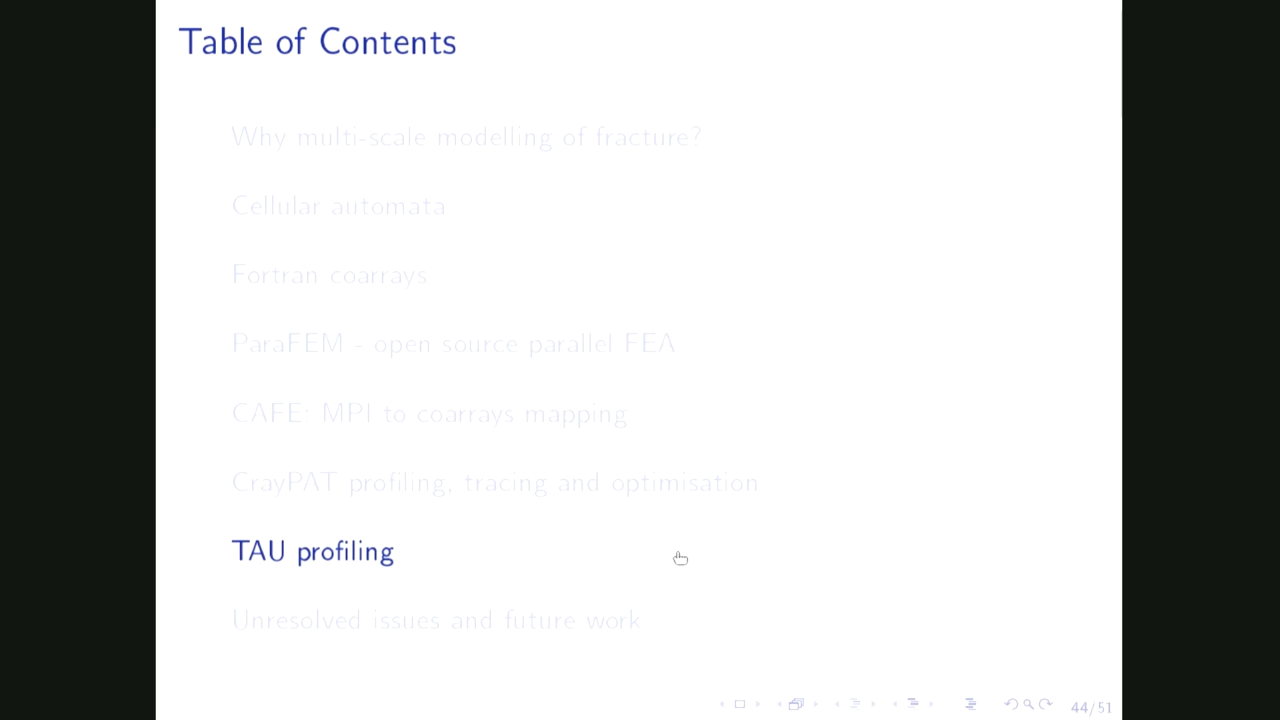 Table of Contents
Why multi-scale modelling of fracture?
Cellular automata
Fortran coarrays
ParaFEM - open source parallel FEA
CAFE: MPI to coarrays mapping
CrayPAT profiling, tracing and optimisation
TAU profiling
Unresolved issues and future work
44/51